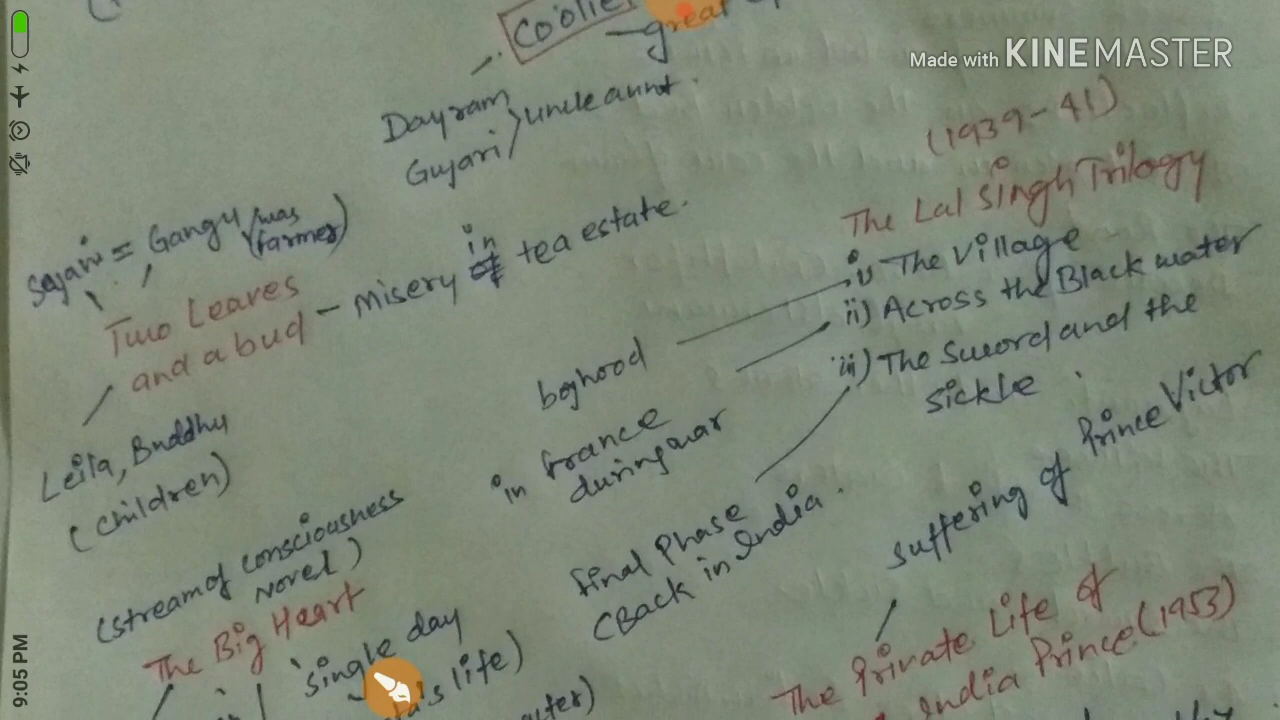 Coolie
great
Made with KINEMASTER
Dayram
Gujari
uncle aunt.
(1939-41)
The Lal Singh Trilogy
i) The Village
ii) Across the Black water
iii) The Sword and the
sickle
Sajani = Gangu (was
farmer)
Two Leaves
and a bud - Misery in tea estate.
boyhood
in france
during war
final Phase
(Back in India.
Leila, Buddhu
(children)
(stream of consciousness
Novel)
The Big Heart
'single day
life)
suffering of Prince Victor
The Private Life of
India Prince (1953)
9:05 PM